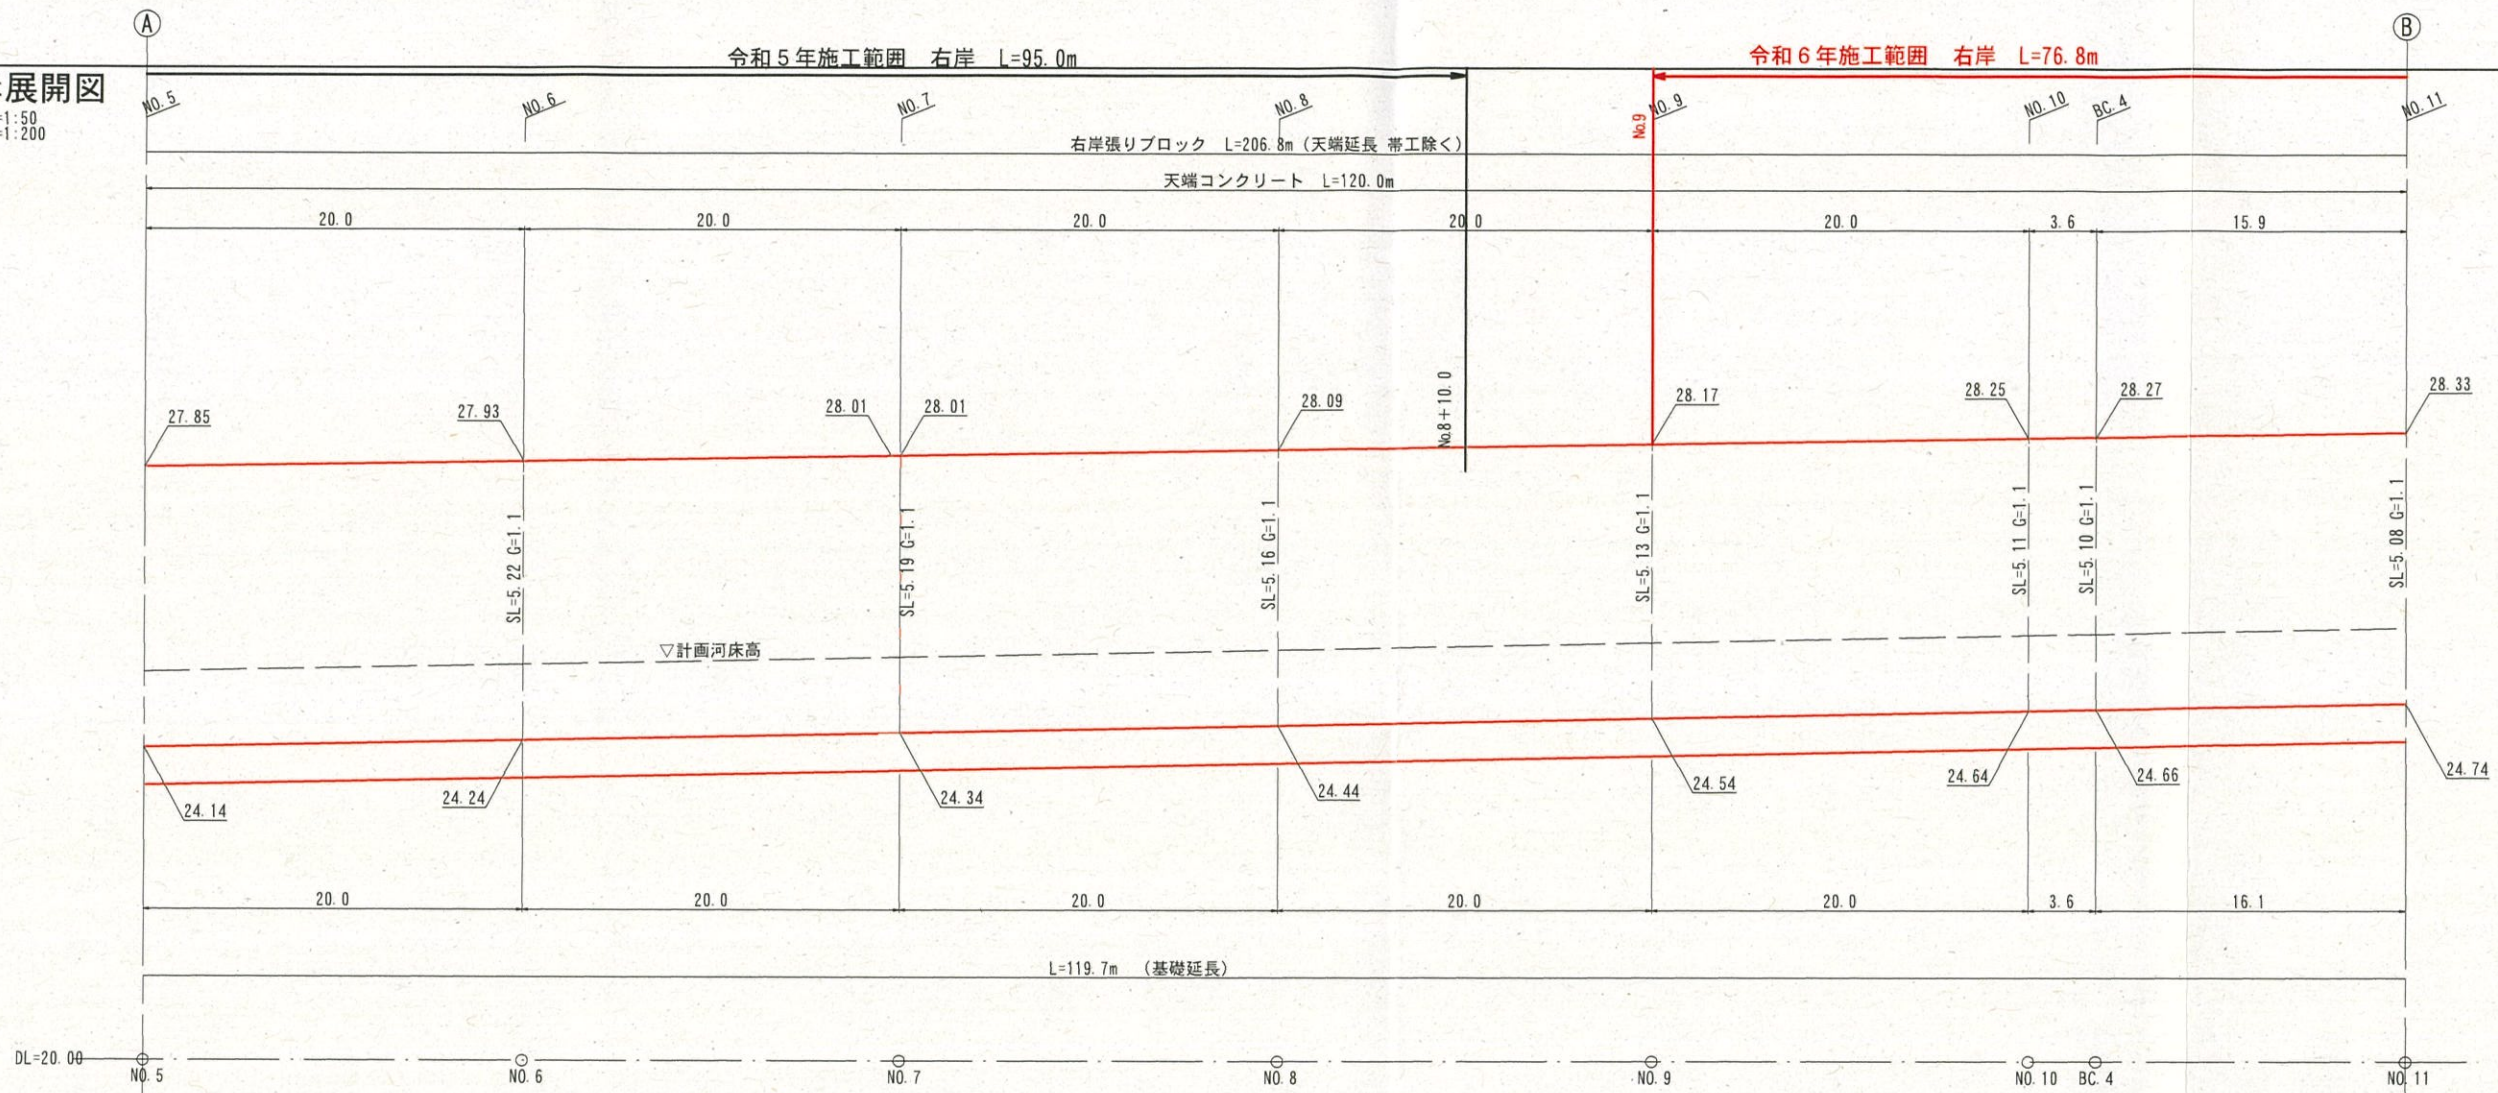 A
B
令和5年施工範囲 右岸 L=95.0m
令和6年施工範囲 右岸 L=76.8m
展開図
=1:50
=1:200
NO.5
NO.6
NO.7
NO.8
NO.9
NO.10
BC.4
NO.11
No.9
右岸張りブロック L=206.8m(天端延長 帯工除く)
天端コンクリート L=120.0m
20.0
20.0
20.0
20.0
20.0
3.6
15.9
27.85
27.93
28.01
28.01
28.09
No.8+10.0
28.17
28.25
28.27
28.33
SL=5.22 G=1.1
SL=5.19 G=1.1
SL=5.16 G=1.1
SL=5.13 G=1.1
SL=5.11 G=1.1
SL=5.10 G=1.1
SL=5.08 G=1.1
▽計画河床高
24.14
24.24
24.34
24.44
24.54
24.64
24.66
24.74
20.0
20.0
20.0
20.0
20.0
3.6
16.1
L=119.7m (基礎延長)
DL=20.00
NO.5
NO.6
NO.7
NO.8
NO.9
NO.10
BC.4
NO.11